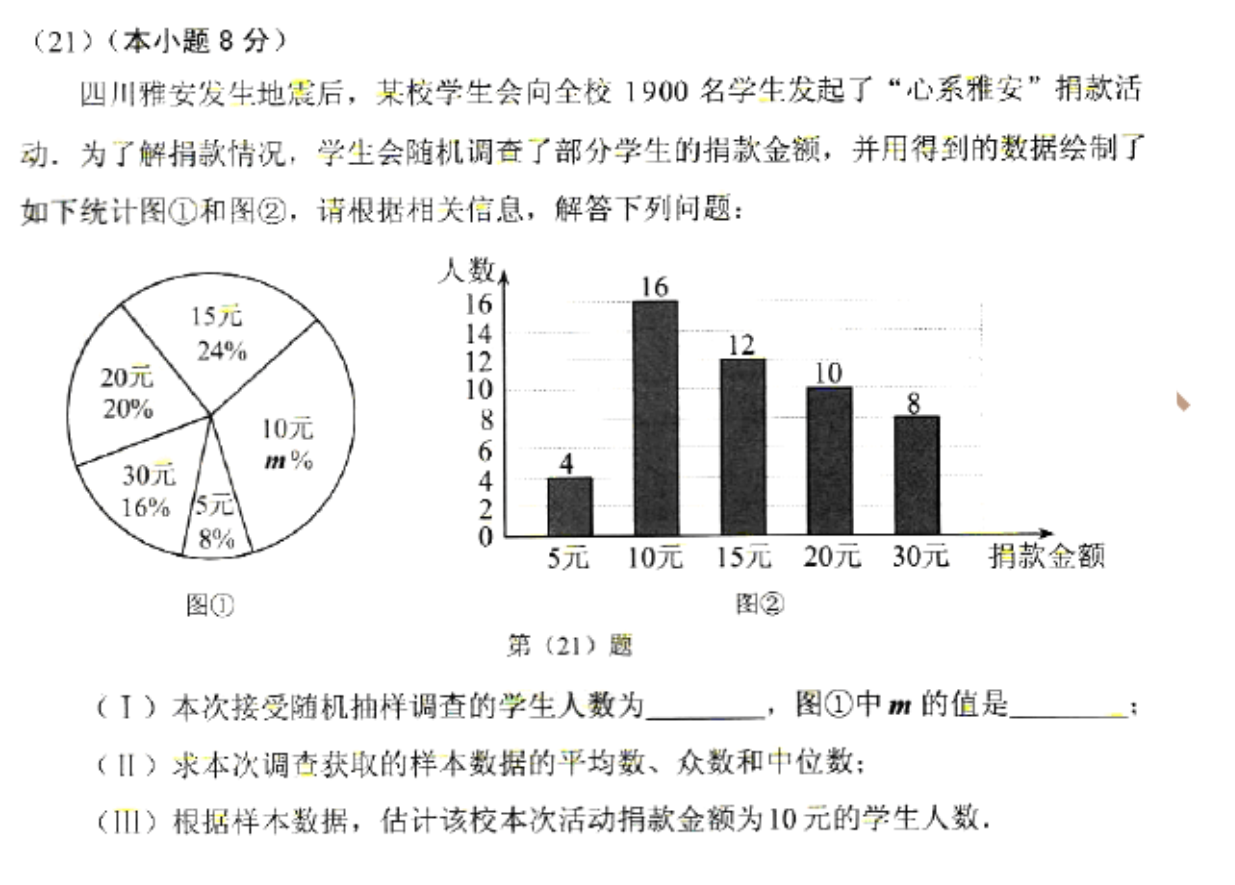 （21）（本小题 8 分）
四川雅安发生地震后，某校学生会向全校 1900 名学生发起了“心系雅安”捐款活
动．为了解捐款情况，学生会随机调查了部分学生的捐款金额，并用得到的数据绘制了
如下统计图①和图②，请根据相关信息，解答下列问题：
15元
24%
20元
20%
10元
m%
30元
16%
5元
8%
图①
人数
16
14
12
10
8
6
4
2
0
4
16
12
10
8
5元 10元 15元 20元 30元 捐款金额
图②
第（21）题
（Ⅰ）本次接受随机抽样调查的学生人数为________，图①中 m 的值是________；
（Ⅱ）求本次调查获取的样本数据的平均数、众数和中位数；
（Ⅲ）根据样本数据，估计该校本次活动捐款金额为10 元的学生人数．